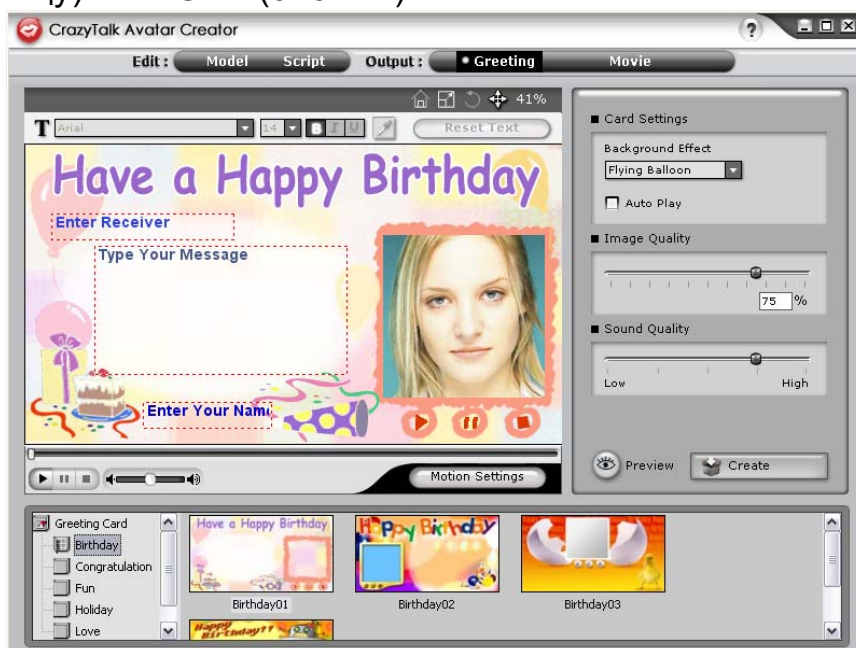 CrazyTalk Avatar Creator
?
Edit : Model Script Output : Greeting Movie
41%
T Arial 14 B I U Reset Text
Have a Happy Birthday
Enter Receiver
Type Your Message
Enter Your Nam
Motion Settings
Card Settings
Background Effect
Flying Balloon
Auto Play
Image Quality
75 %
Sound Quality
Low High
Preview Create
Greeting Card
Birthday
Congratulation
Fun
Holiday
Love
Have a Happy Birthday
Birthday01
Happy Birthday
Birthday02
Birthday03
Happy
Birthday??